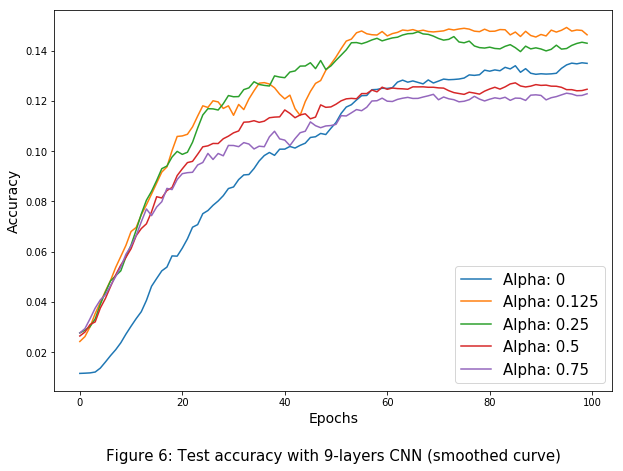 0.14
0.12
0.10
0.08
0.06
0.04
0.02
Accuracy
0 20 40 60 80 100
Epochs
Alpha: 0
Alpha: 0.125
Alpha: 0.25
Alpha: 0.5
Alpha: 0.75
Figure 6: Test accuracy with 9-layers CNN (smoothed curve)